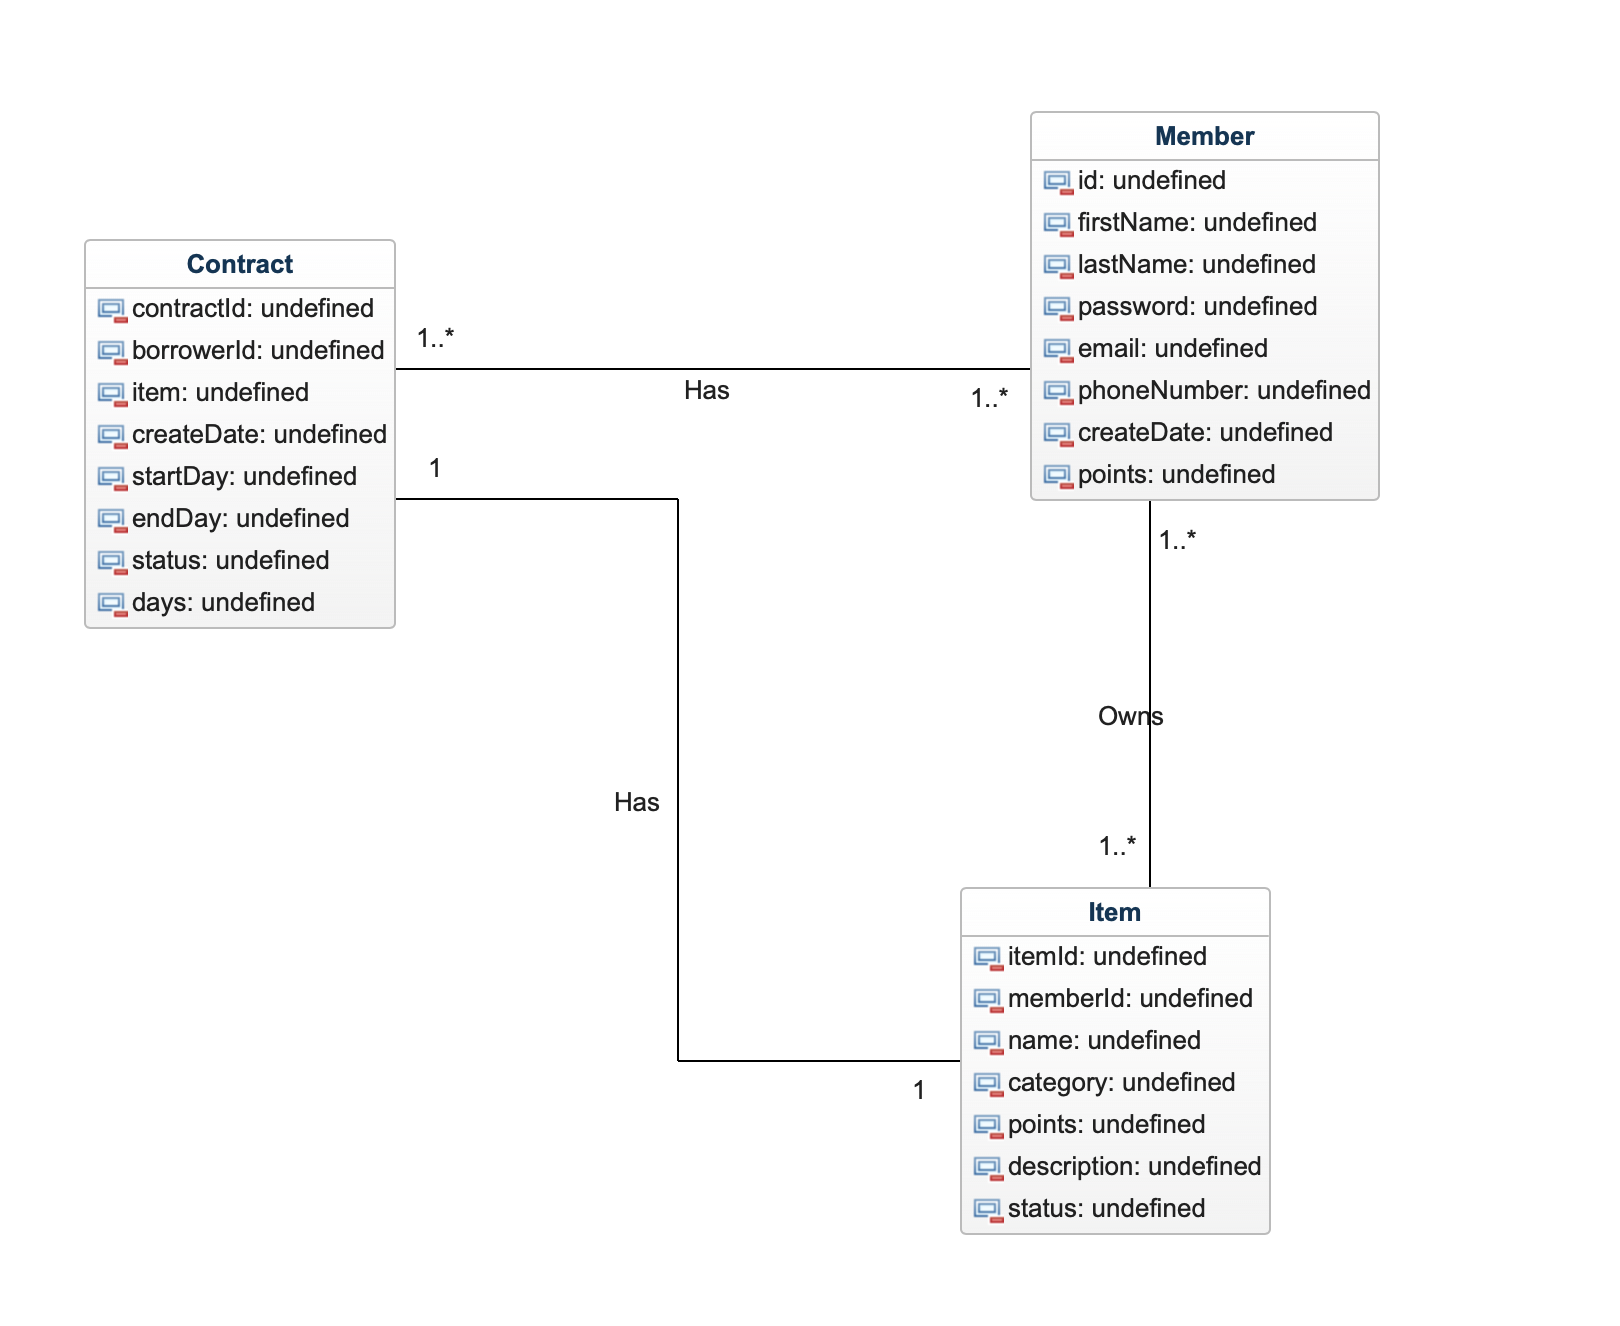 Member
id: undefined
firstName: undefined
lastName: undefined
password: undefined
email: undefined
phoneNumber: undefined
createDate: undefined
points: undefined
Contract
contractId: undefined
borrowerId: undefined
item: undefined
createDate: undefined
startDay: undefined
endDay: undefined
status: undefined
days: undefined
1..*
Has
1..*
1
Has
1
1..*
Owns
1..*
Item
itemId: undefined
memberId: undefined
name: undefined
category: undefined
points: undefined
description: undefined
status: undefined